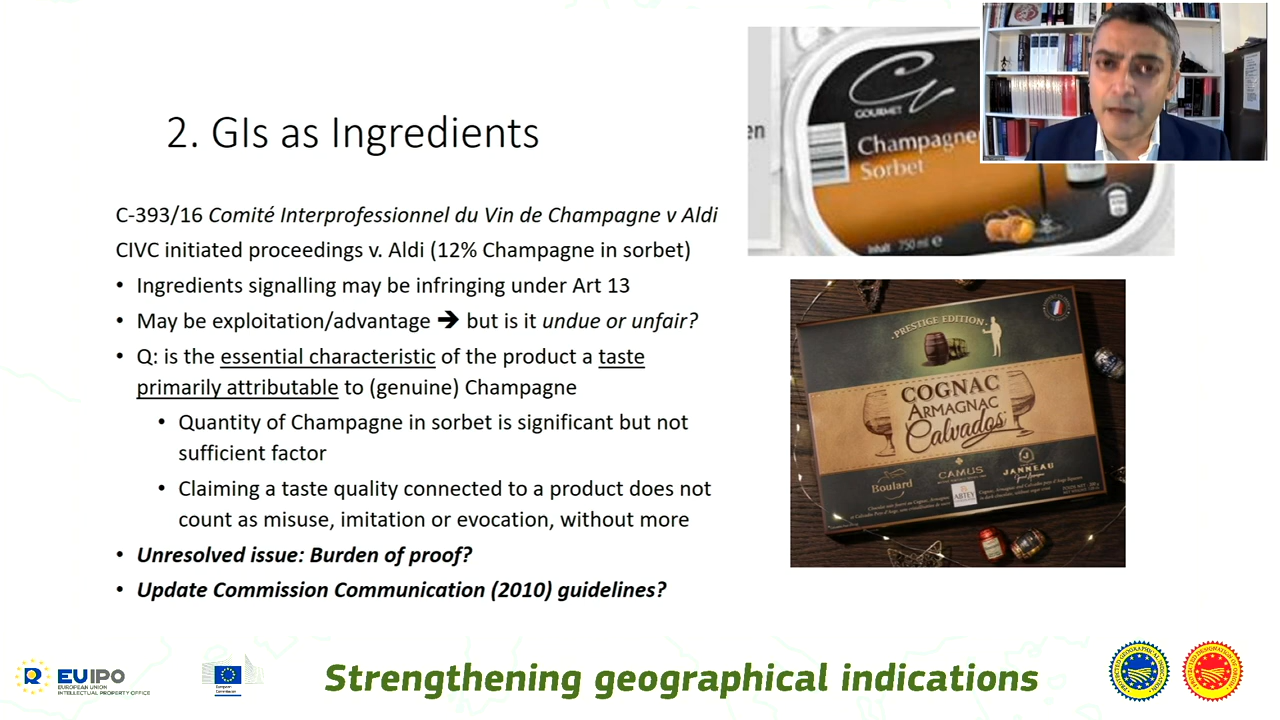 2. GIs as Ingredients
C-393/16 Comité Interprofessionnel du Vin de Champagne v Aldi
CIVC initiated proceedings v. Aldi (12% Champagne in sorbet)
• Ingredients signalling may be infringing under Art 13
• May be exploitation/advantage ➔ but is it undue or unfair?
• Q: is the essential characteristic of the product a taste
primarily attributable to (genuine) Champagne
• Quantity of Champagne in sorbet is significant but not
sufficient factor
• Claiming a taste quality connected to a product does not
count as misuse, imitation or evocation, without more
• Unresolved issue: Burden of proof?
• Update Commission Communication (2010) guidelines?
en
GOURMET
Champagne
Sorbet
Inhalt 750 ml e
PRESTIGE EDITION
COGNAC
ARMAGNAC
Calvados
Boulard
CAMUS
JANNEAU
ABTEY
EUIPO
EUROPEAN UNION
INTELLECTUAL PROPERTY OFFICE
European
Commission
Strengthening geographical indications